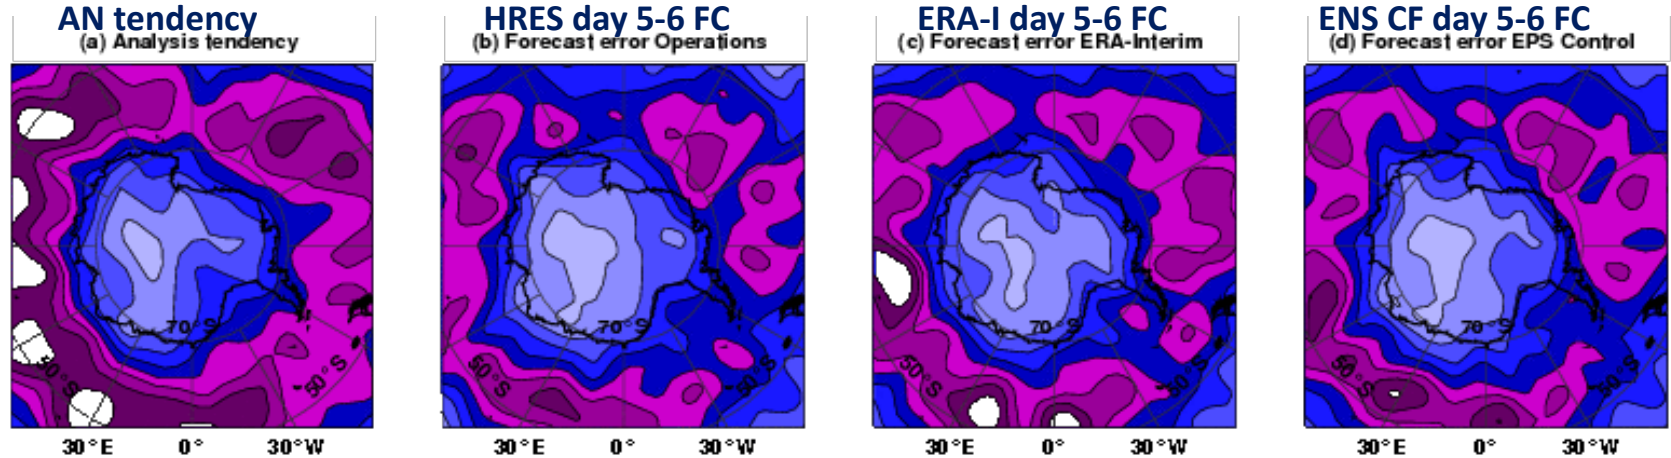 AN tendency HRES day 5-6 FC ERA-I day 5-6 FC ENS CF day 5-6 FC
(a) Analysis tendency (b) Forecast error Operations (c) Forecast error ERA-Interim (d) Forecast error EPS Control
70°S 70°S 70°S 70°S
50°S 50°S 50°S 50°S 50°S 50°S 50°S 50°S
30°E 0° 30°W 30°E 0° 30°W 30°E 0° 30°W 30°E 0° 30°W